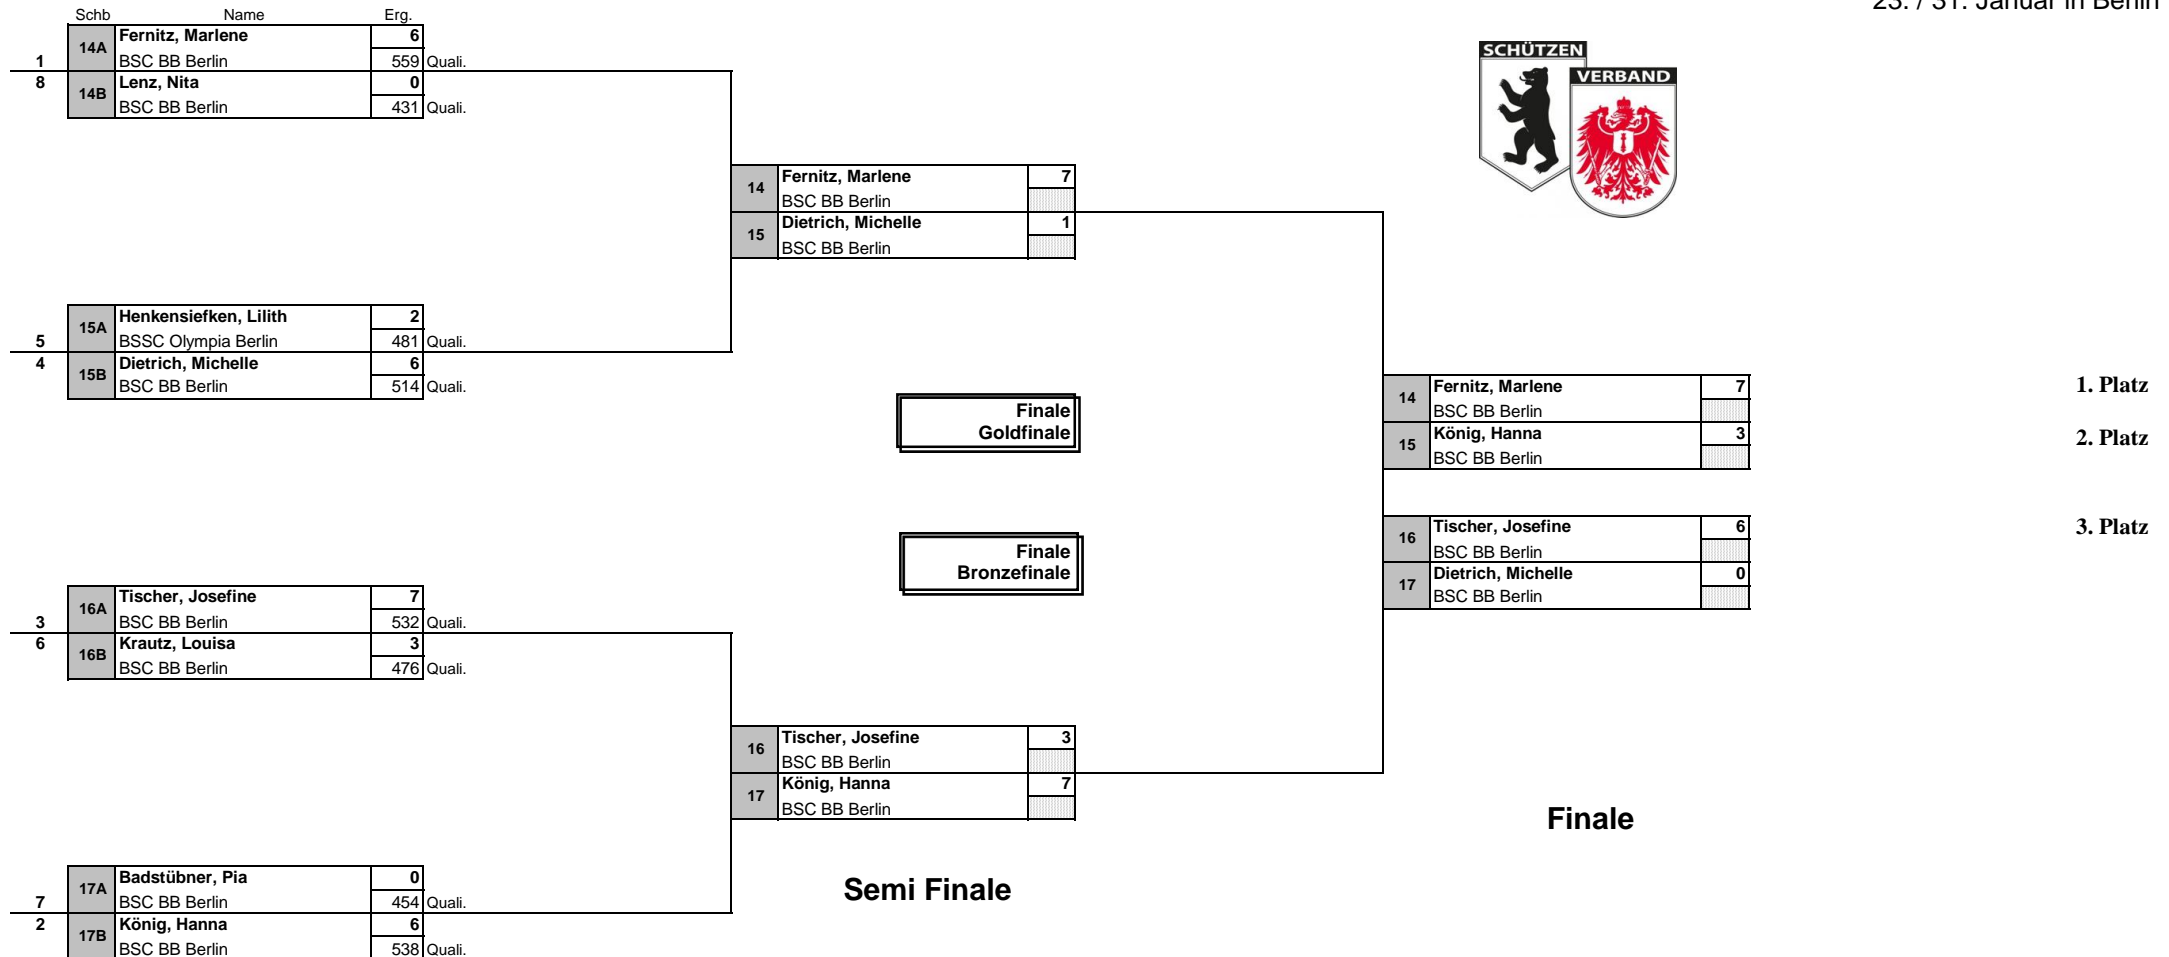 23. / 31. Januar in Berlin
Schb Name Erg.
14A Fernitz, Marlene 6
1 BSC BB Berlin 559 Quali.
8 14B Lenz, Nita 0
BSC BB Berlin 431 Quali.
SCHÜTZEN
VERBAND
14 Fernitz, Marlene 7
BSC BB Berlin
15 Dietrich, Michelle 1
BSC BB Berlin
15A Henkensiefken, Lilith 2
5 BSSC Olympia Berlin 481 Quali.
4 15B Dietrich, Michelle 6
BSC BB Berlin 514 Quali.
Finale
Goldfinale
14 Fernitz, Marlene 7 1. Platz
BSC BB Berlin
15 König, Hanna 3 2. Platz
BSC BB Berlin
Finale
Bronzefinale
16 Tischer, Josefine 6 3. Platz
BSC BB Berlin
17 Dietrich, Michelle 0
BSC BB Berlin
16A Tischer, Josefine 7
3 BSC BB Berlin 532 Quali.
6 16B Krautz, Louisa 3
BSC BB Berlin 476 Quali.
16 Tischer, Josefine 3
BSC BB Berlin
17 König, Hanna 7
BSC BB Berlin
Finale
Semi Finale
17A Badstübner, Pia 0
7 BSC BB Berlin 454 Quali.
2 17B König, Hanna 6
BSC BB Berlin 538 Quali.